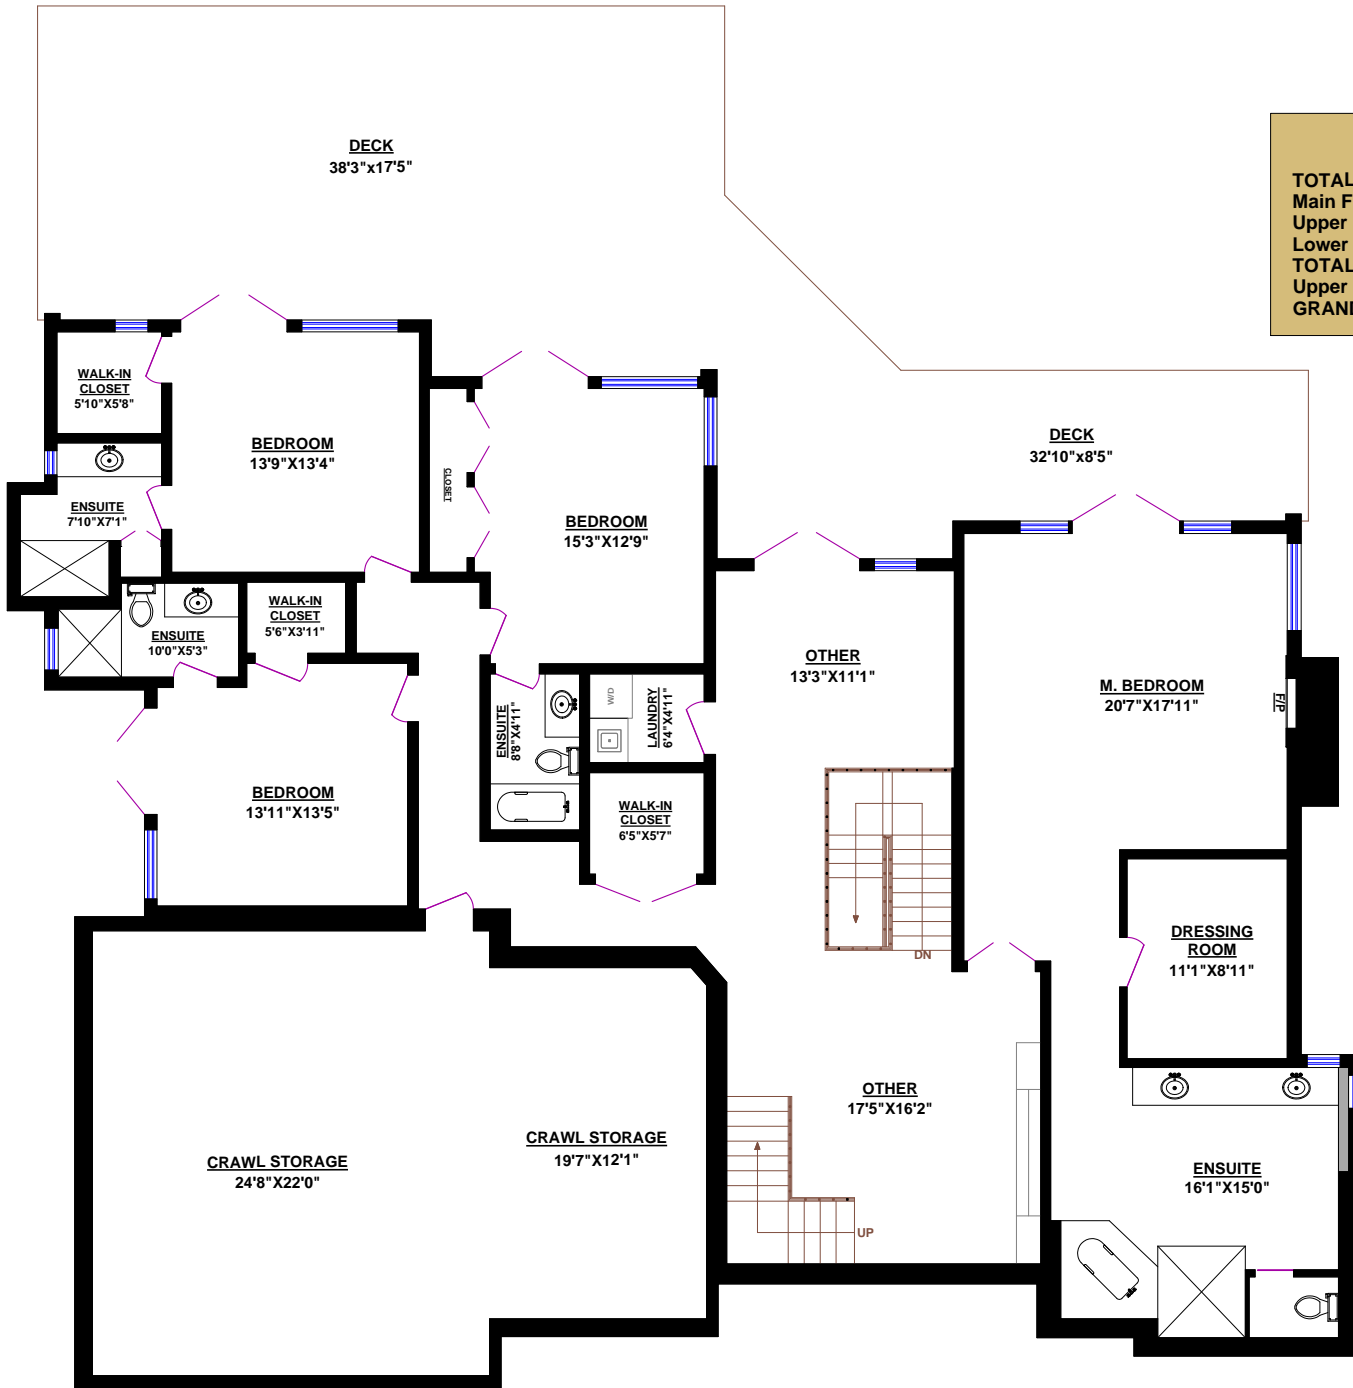 DECK
38'3"x17'5"
TOTAL
Main F
Upper
Lower
TOTAL
Upper
GRAND
WALK-IN
CLOSET
5'10"X5'8"
BEDROOM
13'9"X13'4"
DECK
32'10"x8'5"
CLOSET
ENSUITE
7'10"X7'1"
BEDROOM
15'3"X12'9"
WALK-IN
CLOSET
5'6"X3'11"
ENSUITE
10'0"X5'3"
OTHER
13'3"X11'1"
M. BEDROOM
20'7"X17'11"
F/P
W/D
LAUNDRY
6'4"X4'11"
ENSUITE
8'8"X4'11"
BEDROOM
13'11"X13'5"
WALK-IN
CLOSET
6'5"X5'7"
DN
DRESSING
ROOM
11'1"X8'11"
OTHER
17'5"X16'2"
CRAWL STORAGE
19'7"X12'1"
CRAWL STORAGE
24'8"X22'0"
ENSUITE
16'1"X15'0"
UP